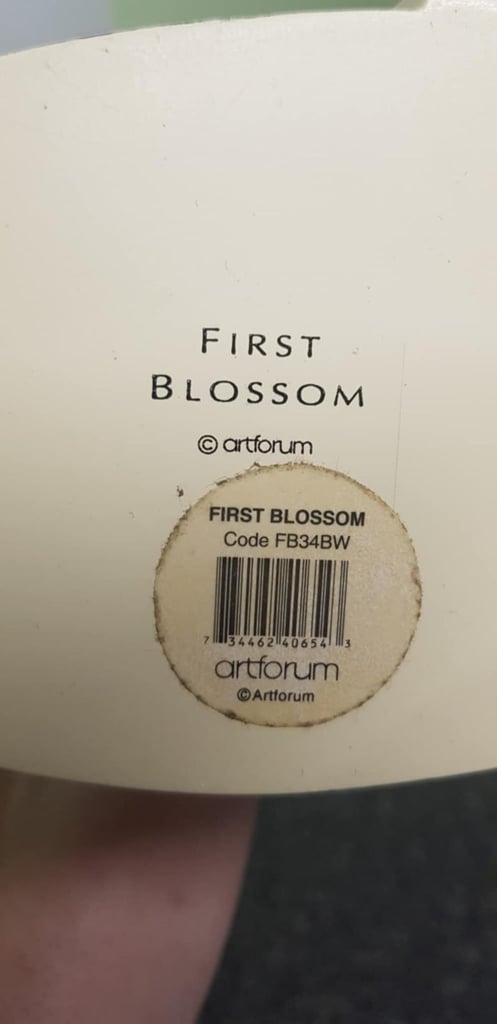 FIRST
BLOSSOM
© artforum
FIRST BLOSSOM
Code FB34BW
7 34462 40654 3
artforum
© Artforum